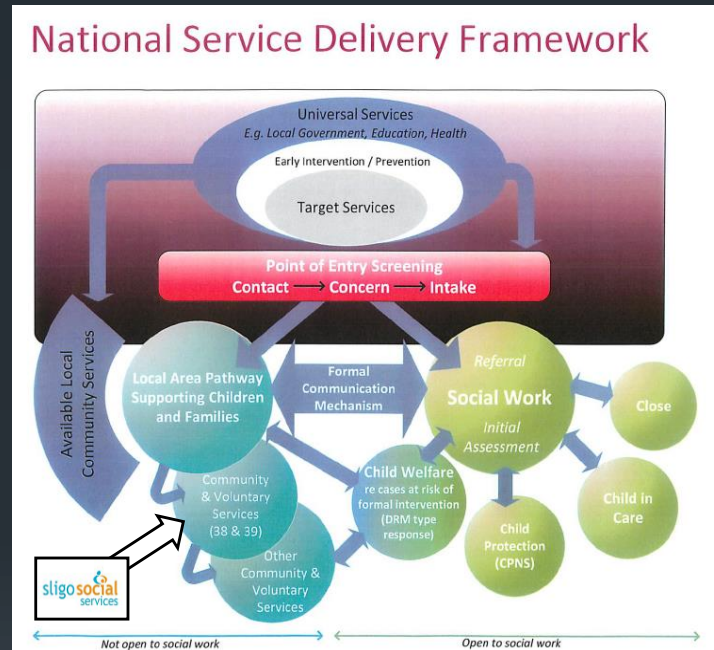 National Service Delivery Framework
Universal Services
E.g. Local Government, Education, Health
Early Intervention / Prevention
Target Services
Point of Entry Screening
Contact → Concern → Intake
Available Local
Community Services
Local Area Pathway
Supporting Children
and Families
Formal
Communication
Mechanism
Referral
Social Work
Initial
Assessment
Close
Community
& Voluntary
Services
(38 & 39)
Child Welfare
re cases at risk of
formal intervention
(DRM type
response)
Child in
Care
Child
Protection
(CPNS)
Other
Community &
Voluntary
Services
sligosocial
services
Not open to social work
Open to social work